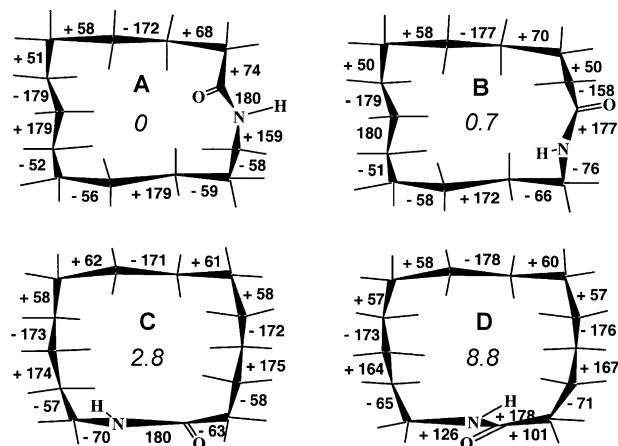 + 58 - 172 + 68
+ 51 + 74
- 179 A O 180 H
0 N
+ 179 + 159
- 52 - 58
- 56 + 179 - 59
+ 58 - 177 + 70
+ 50 + 50
- 179 B - 158 O
180 0.7 + 177
H N
- 51 - 76
- 58 + 172 - 66
+ 62 - 171 + 61
+ 58 + 58
- 173 C - 172
2.8
+ 174 + 175
- 57 H - 58
N
- 70 180 O - 63
+ 58 - 178 + 60
+ 57 + 57
- 173 D - 176
8.8
+ 164 + 167
- 65 H - 71
N + 178
+ 126 O + 101